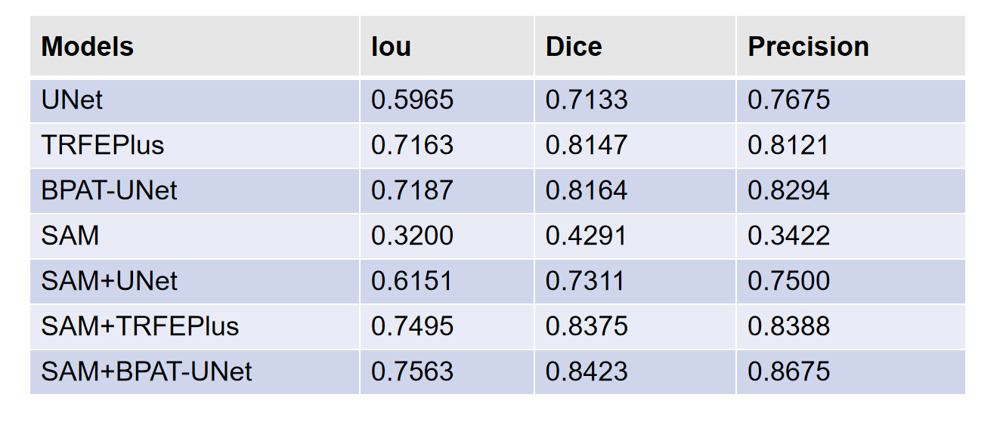 Models Iou Dice Precision
UNet 0.5965 0.7133 0.7675
TRFEPlus 0.7163 0.8147 0.8121
BPAT-UNet 0.7187 0.8164 0.8294
SAM 0.3200 0.4291 0.3422
SAM+UNet 0.6151 0.7311 0.7500
SAM+TRFEPlus 0.7495 0.8375 0.8388
SAM+BPAT-UNet 0.7563 0.8423 0.8675